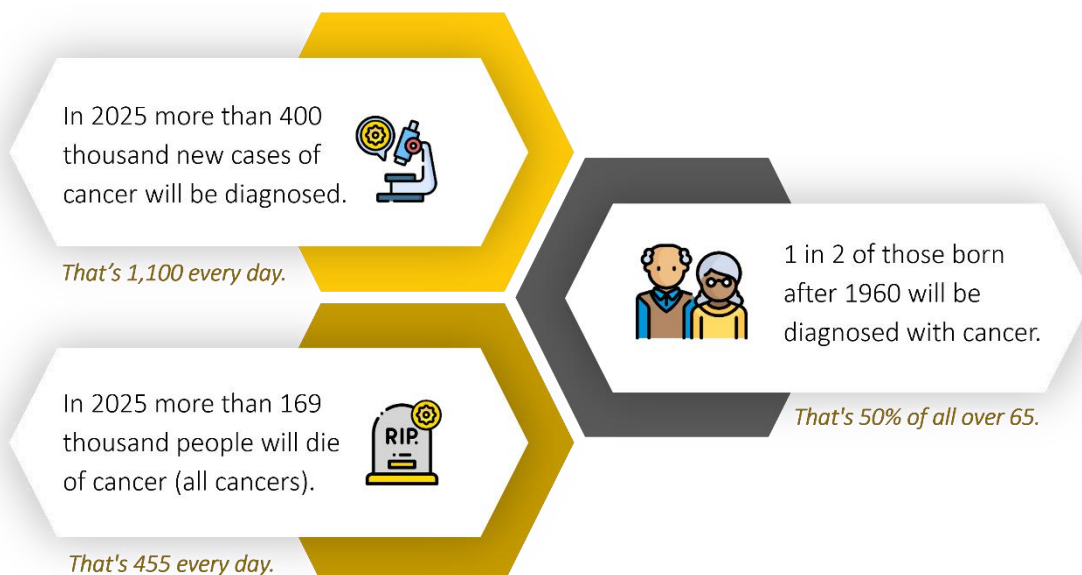 In 2025 more than 400
thousand new cases of
cancer will be diagnosed.
That’s 1,100 every day.
1 in 2 of those born
after 1960 will be
diagnosed with cancer.
That's 50% of all over 65.
In 2025 more than 169
thousand people will die
of cancer (all cancers).
RIP.
That's 455 every day.